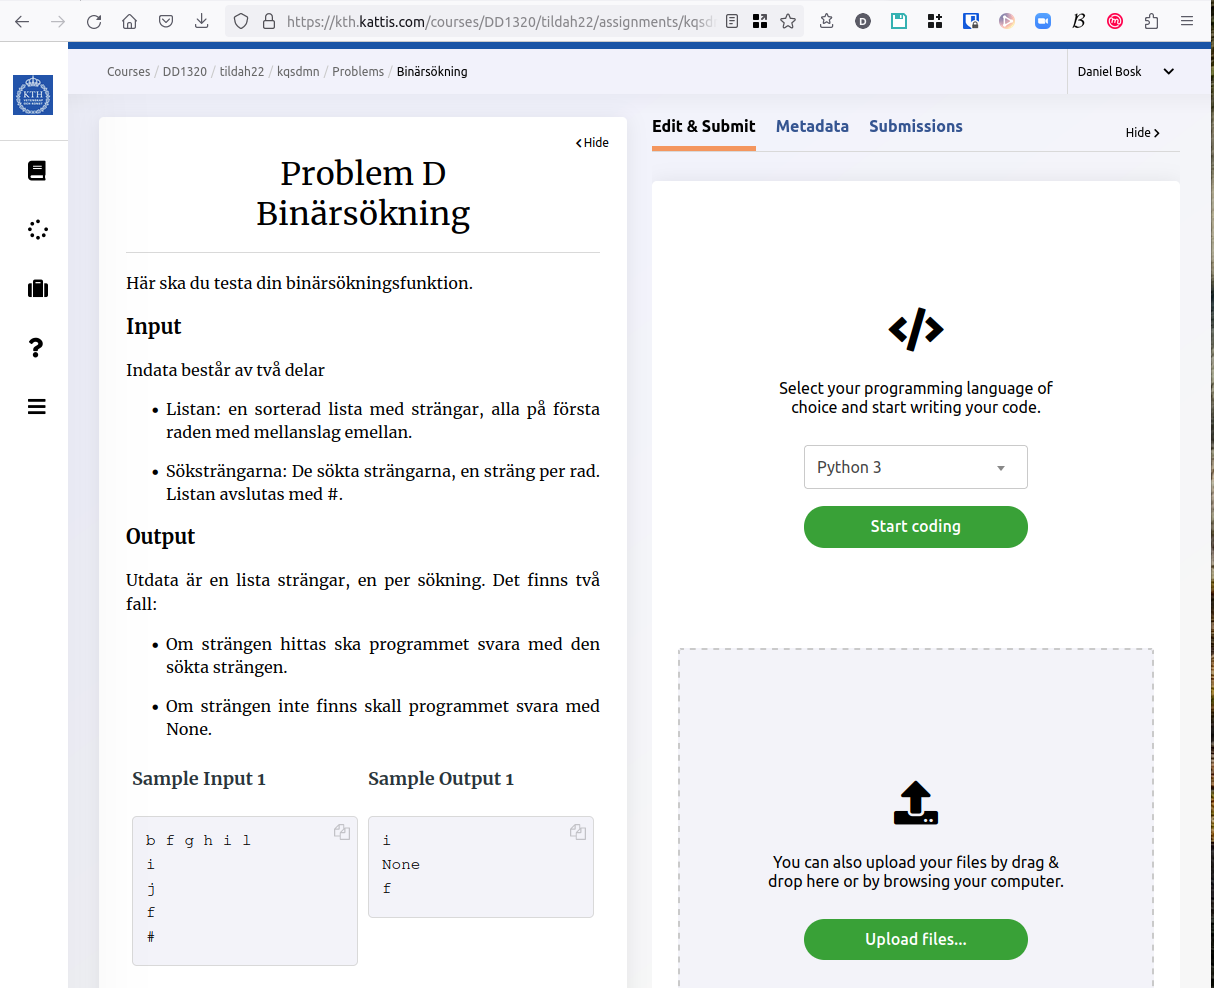 https://kth.kattis.com/courses/DD1320/tildah22/assignments/kqsd
Courses / DD1320 / tildah22 / kqsdmn / Problems / Binärsökning
Daniel Bosk
KTH
Hide
Problem D
Binärsökning
Här ska du testa din binärsökningsfunktion.
Input
Indata består av två delar
• Listan: en sorterad lista med strängar, alla på första
raden med mellanslag emellan.
• Söksträngarna: De sökta strängarna, en sträng per rad.
Listan avslutas med #.
Output
Utdata är en lista strängar, en per sökning. Det finns två
fall:
• Om strängen hittas ska programmet svara med den
sökta strängen.
• Om strängen inte finns skall programmet svara med
None.
Sample Input 1
b f g h i l
i
j
f
#
Sample Output 1
i
None
f
Edit & Submit Metadata Submissions
Hide
Select your programming language of
choice and start writing your code.
Python 3
Start coding
You can also upload your files by drag &
drop here or by browsing your computer.
Upload files...